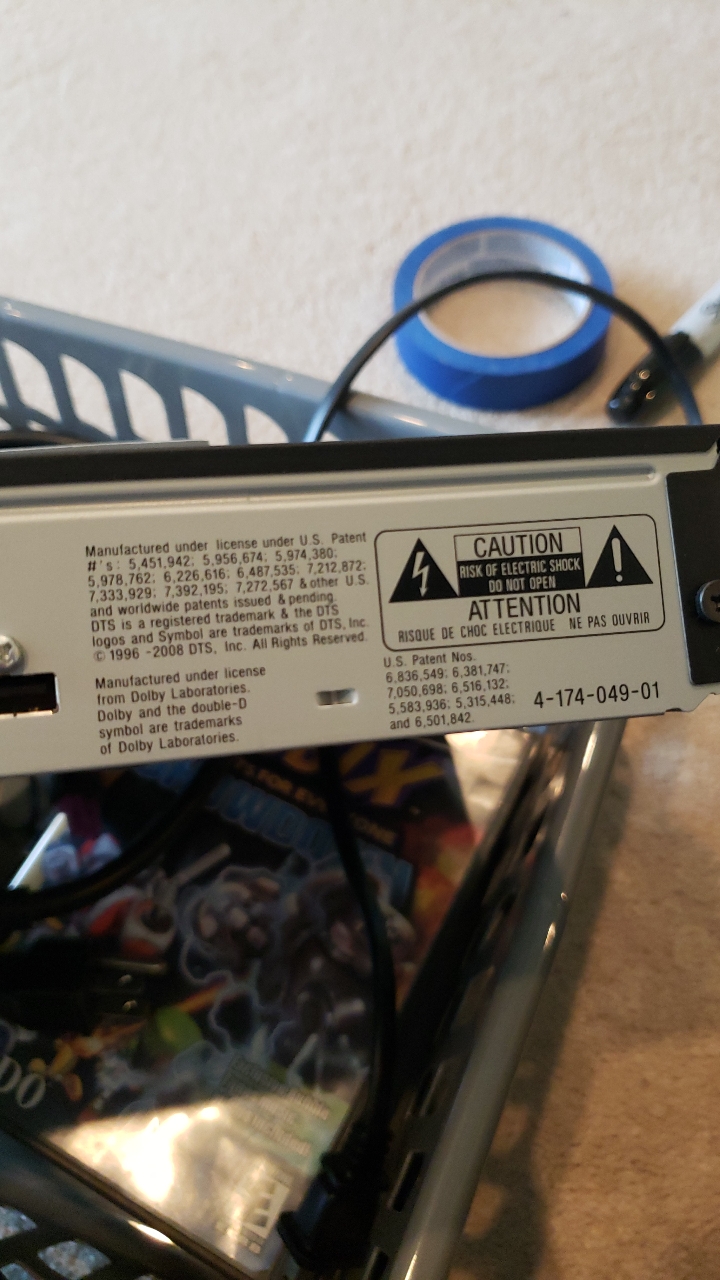 Manufactured under license under U.S. Patent
#'s: 5,451,942; 5,956,674; 5,974,380;
5,978,762; 6,226,616; 6,487,535; 7,212,872;
7,333,929; 7,392,195; 7,272,567 & other U.S.
and worldwide patents issued & pending.
DTS is a registered trademark & the DTS
logos and Symbol are trademarks of DTS, Inc.
© 1996 -2008 DTS, Inc. All Rights Reserved.
Manufactured under license
from Dolby Laboratories.
Dolby and the double-D
symbol are trademarks
of Dolby Laboratories.
CAUTION
RISK OF ELECTRIC SHOCK
DO NOT OPEN
ATTENTION
RISQUE DE CHOC ELECTRIQUE NE PAS OUVRIR
U.S. Patent Nos.
6,836,549; 6,381,747;
7,050,698; 6,516,132;
5,583,936; 5,315,448;
and 6,501,842.
4-174-049-01